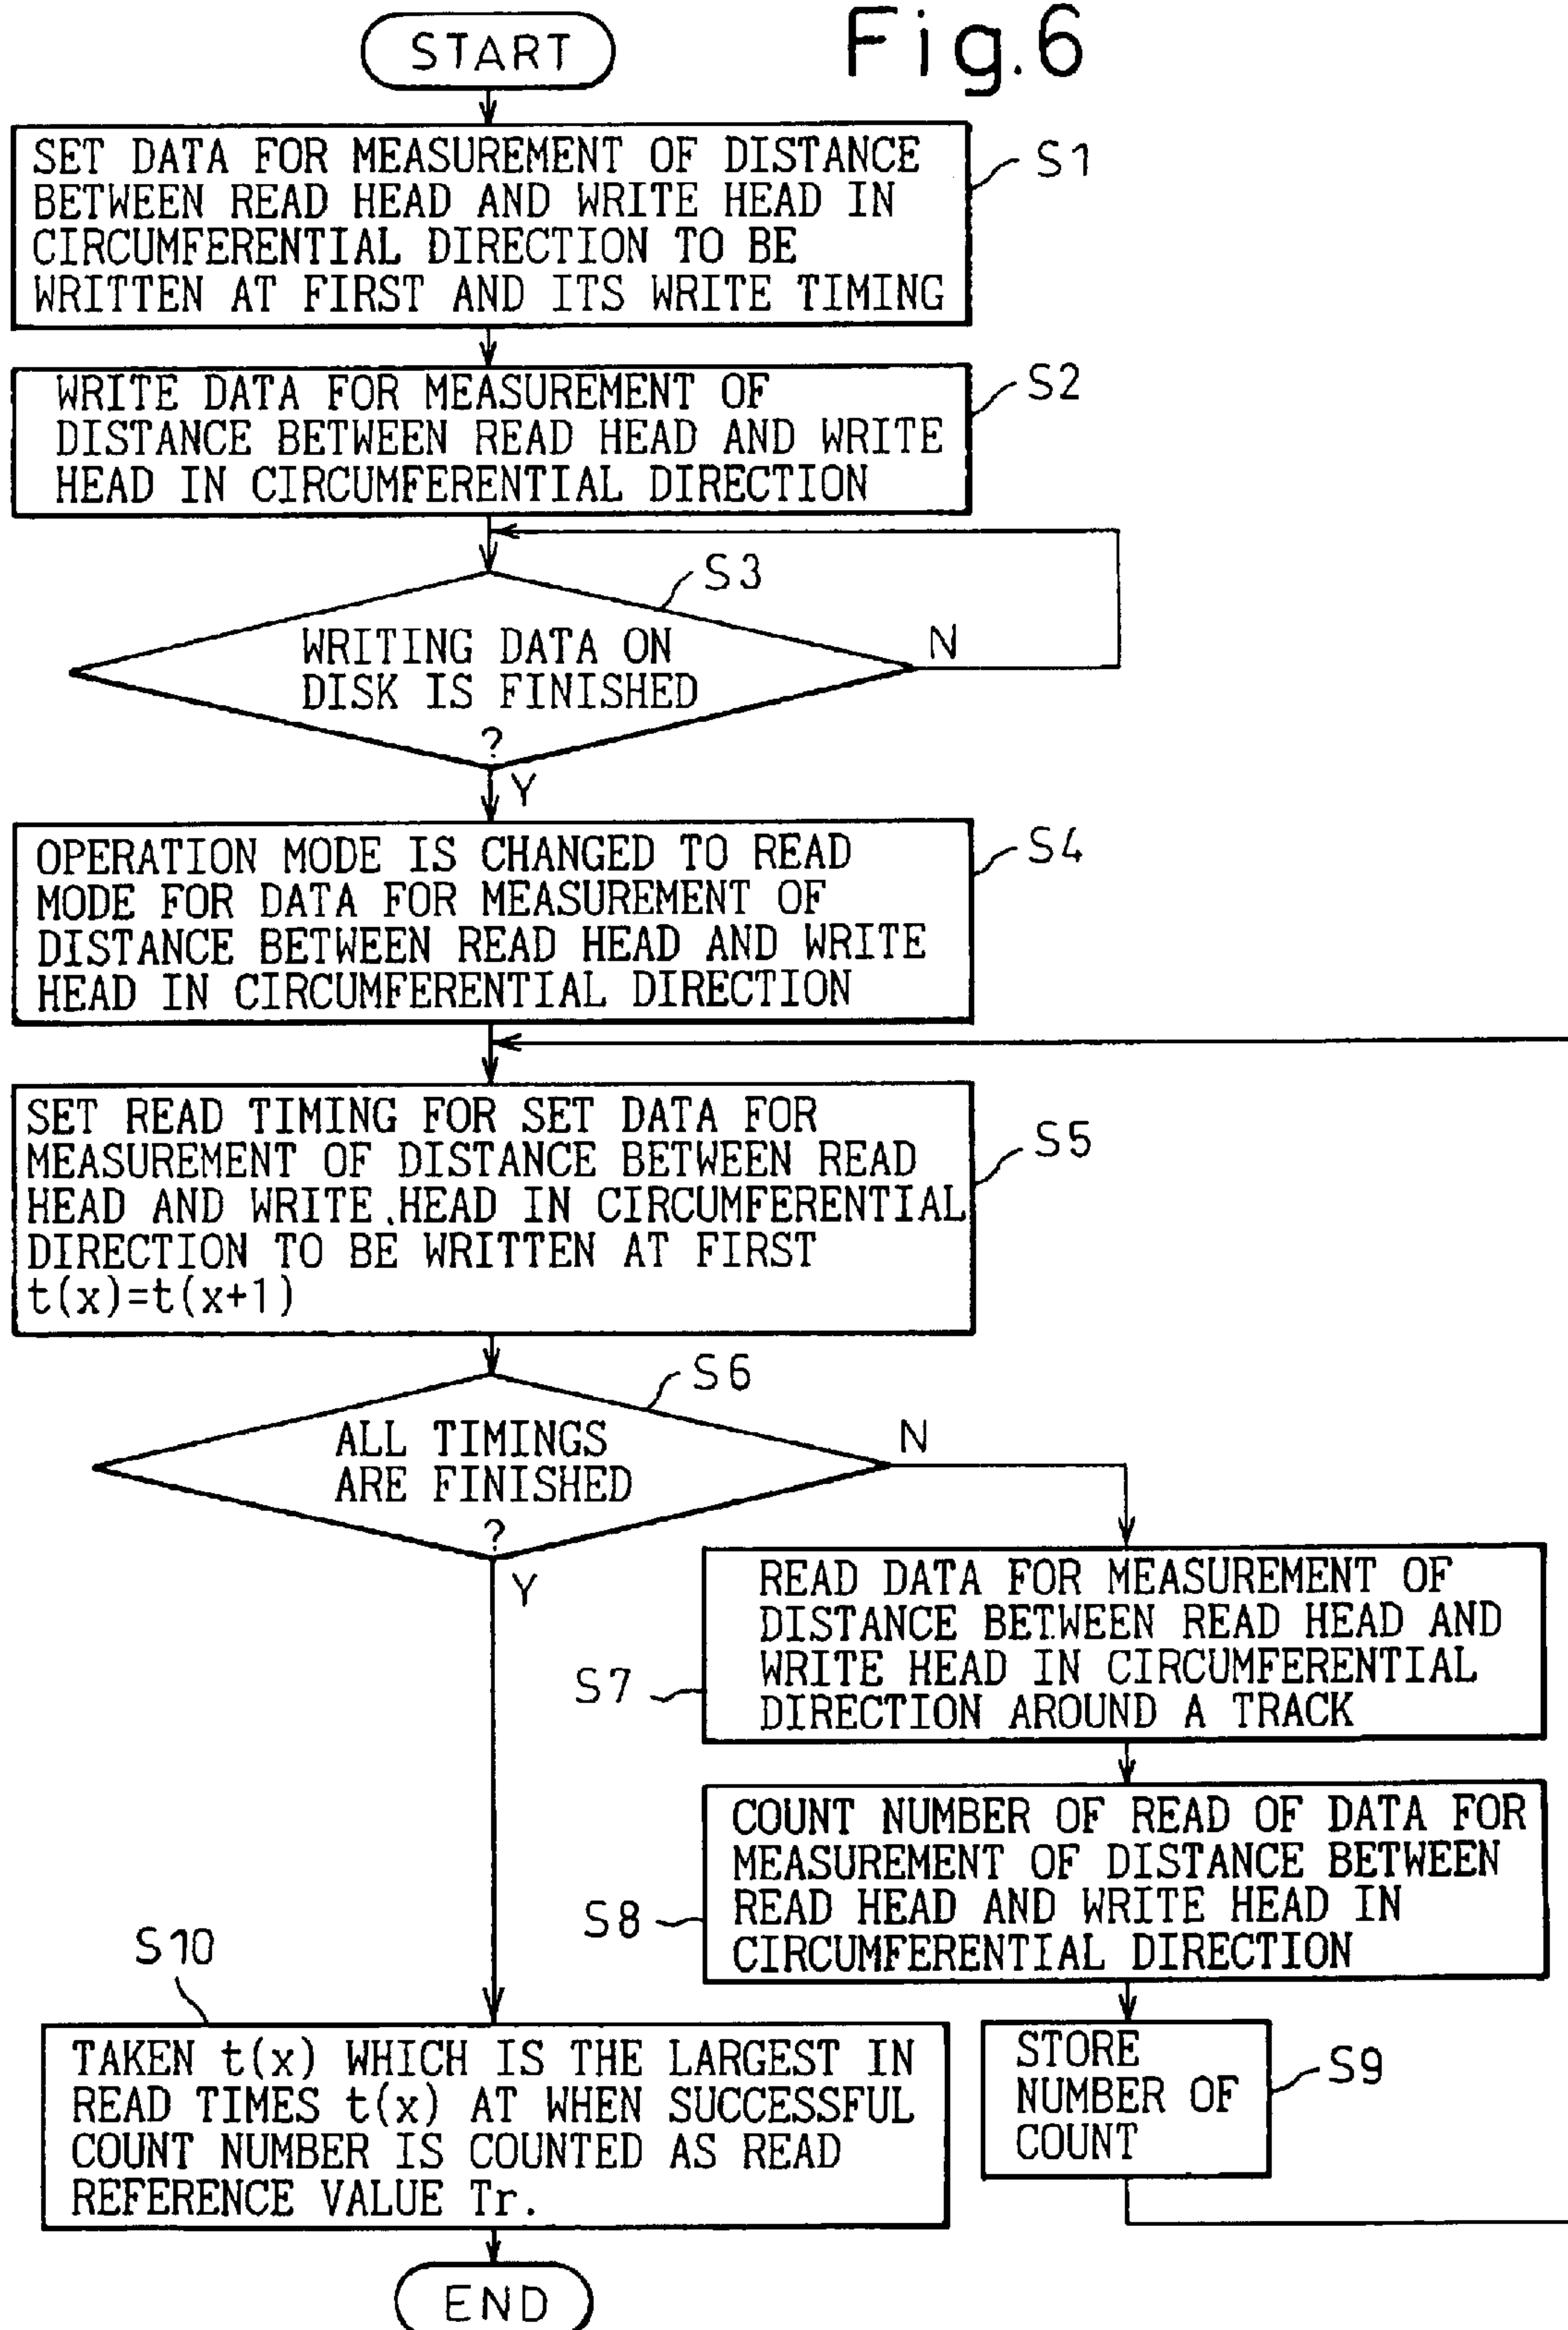 START
Fig.6
SET DATA FOR MEASUREMENT OF DISTANCE
BETWEEN READ HEAD AND WRITE HEAD IN
CIRCUMFERENTIAL DIRECTION TO BE
WRITTEN AT FIRST AND ITS WRITE TIMING
S1
WRITE DATA FOR MEASUREMENT OF
DISTANCE BETWEEN READ HEAD AND WRITE
HEAD IN CIRCUMFERENTIAL DIRECTION
S2
S3
WRITING DATA ON
DISK IS FINISHED
?
N
Y
OPERATION MODE IS CHANGED TO READ
MODE FOR DATA FOR MEASUREMENT OF
DISTANCE BETWEEN READ HEAD AND WRITE
HEAD IN CIRCUMFERENTIAL DIRECTION
S4
SET READ TIMING FOR SET DATA FOR
MEASUREMENT OF DISTANCE BETWEEN READ
HEAD AND WRITE HEAD IN CIRCUMFERENTIAL
DIRECTION TO BE WRITTEN AT FIRST
t(x)=t(x+1)
S5
S6
ALL TIMINGS
ARE FINISHED
?
N
Y
READ DATA FOR MEASUREMENT OF
DISTANCE BETWEEN READ HEAD AND
WRITE HEAD IN CIRCUMFERENTIAL
DIRECTION AROUND A TRACK
S7
COUNT NUMBER OF READ OF DATA FOR
MEASUREMENT OF DISTANCE BETWEEN
READ HEAD AND WRITE HEAD IN
CIRCUMFERENTIAL DIRECTION
S8
STORE
NUMBER OF
COUNT
S9
S10
TAKEN t(x) WHICH IS THE LARGEST IN
READ TIMES t(x) AT WHEN SUCCESSFUL
COUNT NUMBER IS COUNTED AS READ
REFERENCE VALUE Tr.
END